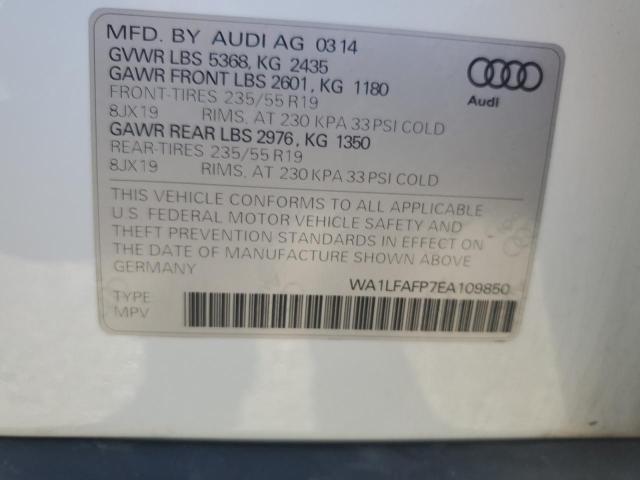 MFD. BY AUDI AG 0314
GVWR LBS 5368, KG 2435
GAWR FRONT LBS 2601, KG 1180
FRONT-TIRES 235/55 R19
8JX19 RIMS, AT 230 KPA 33 PSI COLD
GAWR REAR LBS 2976, KG 1350
REAR-TIRES 235/55 R19
8JX19 RIMS, AT 230 KPA 33 PSI COLD
Audi
THIS VEHICLE CONFORMS TO ALL APPLICABLE
U.S. FEDERAL MOTOR VEHICLE SAFETY AND
THEFT PREVENTION STANDARDS IN EFFECT ON
THE DATE OF MANUFACTURE SHOWN ABOVE.
GERMANY
WA1LFAFP7EA109850
TYPE
MPV